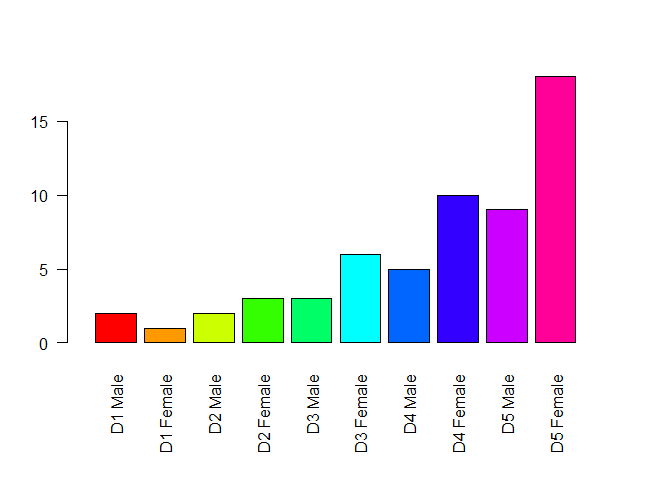 15
10
5
0
D1 Male
D1 Female
D2 Male
D2 Female
D3 Male
D3 Female
D4 Male
D4 Female
D5 Male
D5 Female